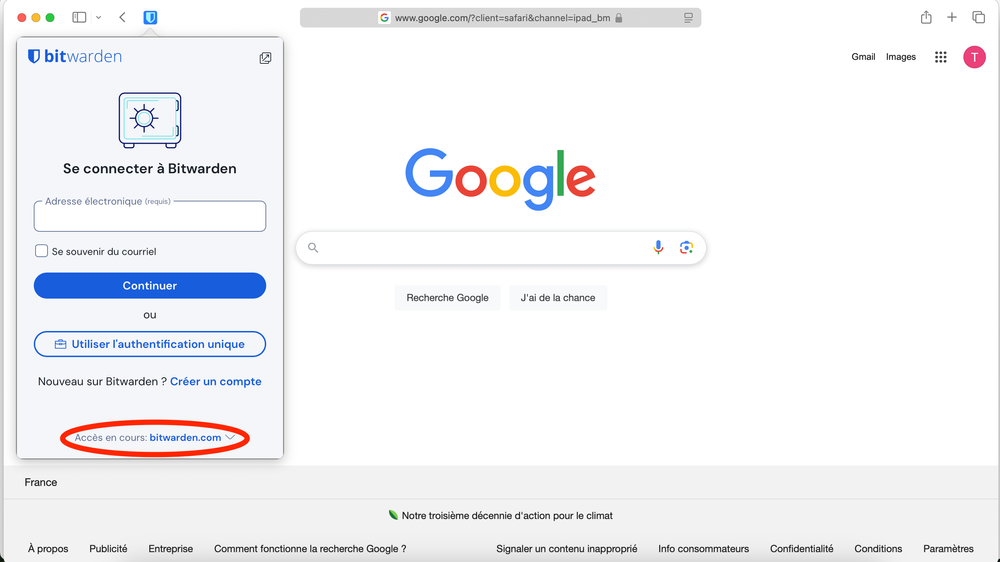 www.google.com/?client=safari&channel=ipad_bm
bitwarden
Se connecter à Bitwarden
Adresse électronique (requis)
Se souvenir du courriel
Continuer
ou
Utiliser l'authentification unique
Nouveau sur Bitwarden ? Créer un compte
Accès en cours: bitwarden.com
Gmail Images
T
Google
Recherche Google
J'ai de la chance
France
Notre troisième décennie d'action pour le climat
À propos Publicité Entreprise Comment fonctionne la recherche Google ? Signaler un contenu inapproprié Info consommateurs Confidentialité Conditions Paramètres